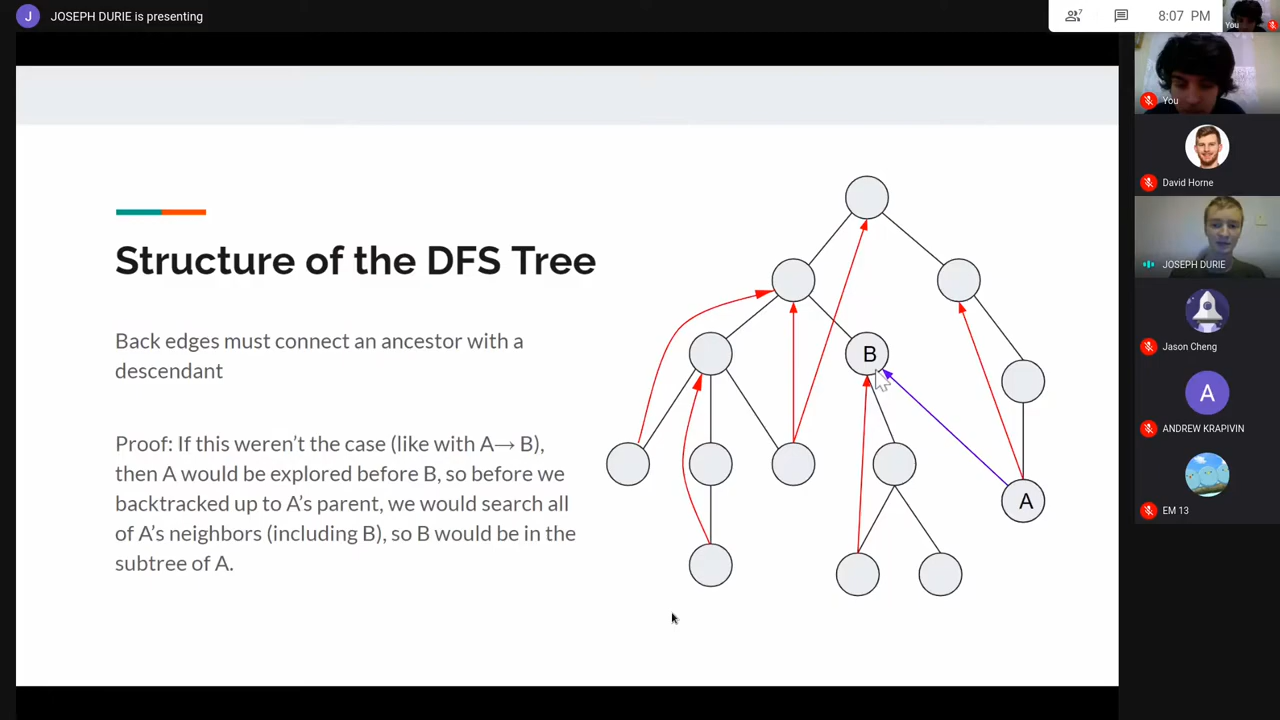 J
JOSEPH DURIE is presenting
7
8:07 PM
You
You
David Horne
JOSEPH DURIE
Jason Cheng
A
ANDREW KRAPIVIN
EM 13
Structure of the DFS Tree
Back edges must connect an ancestor with a
descendant
Proof: If this weren't the case (like with A→ B),
then A would be explored before B, so before we
backtracked up to A's parent, we would search all
of A's neighbors (including B), so B would be in the
subtree of A.
B
A